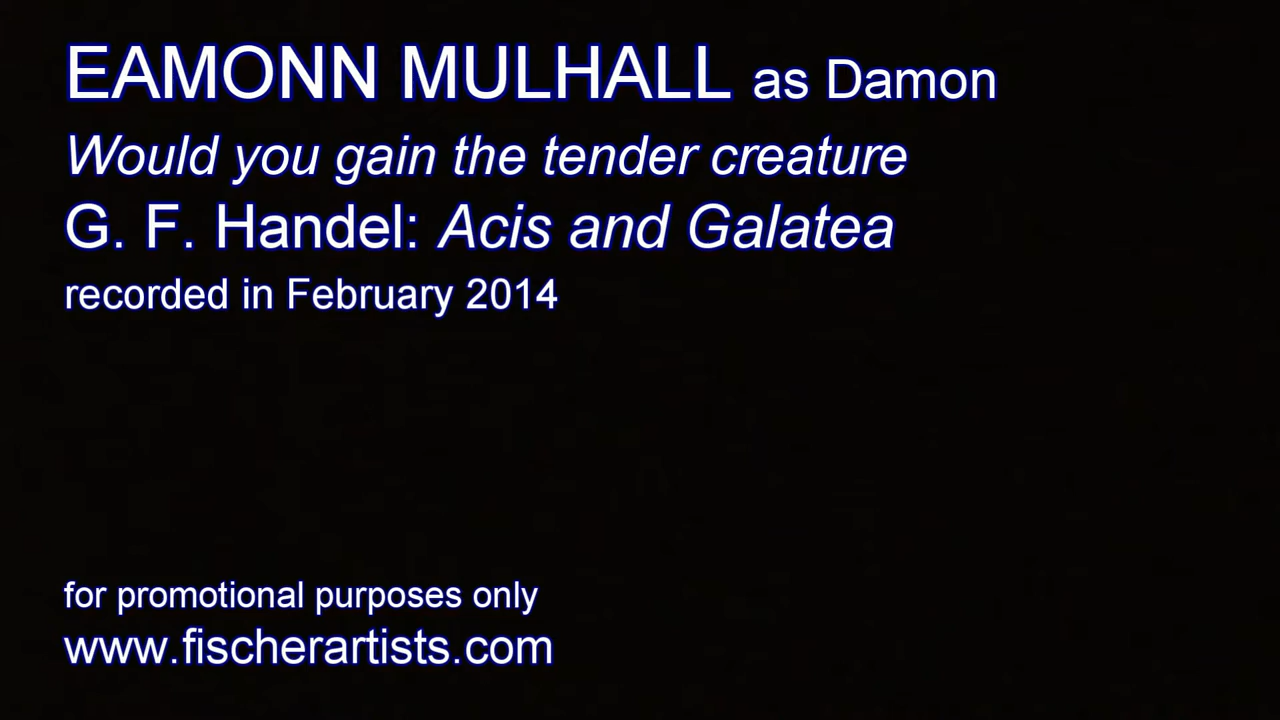 EAMONN MULHALL as Damon
Would you gain the tender creature
G. F. Handel: Acis and Galatea
recorded in February 2014
for promotional purposes only
www.fischerartists.com